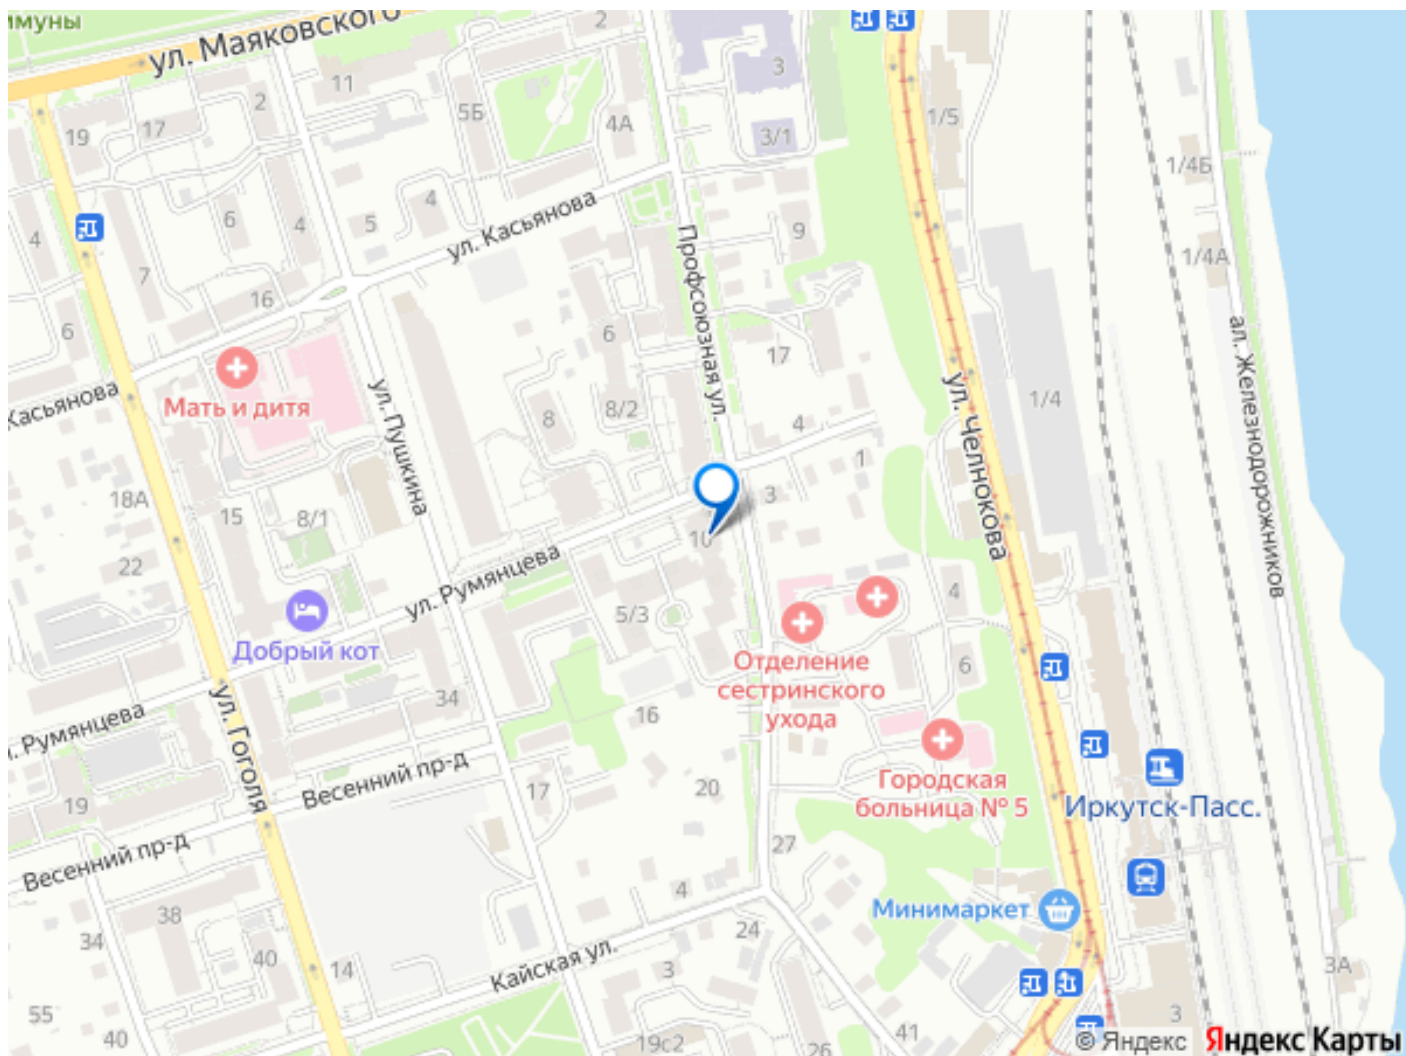 ммуны
ул. Маяковского
2
3
11
2
5Б
4А
3/1
1/5
19
17
1/4Б
6
4
5
4
ул. Касьянова
9
4
7
16
Профсоюзная ул.
1/4А
6
6
17
ал. Железнодорожников
Касьянова
Мать и дитя
ул. Пушкина
8
8/2
4
1/4
ул. Челнокова
18А
15
8/1
1
3
22
10
ул. Румянцева
4
5/3
Добрый кот
Отделение
сестринского
ухода
6
34
16
. Румянцева
ул. Гоголя
Городская
больница № 5
Иркутск-Пасс.
19
Весенний пр-д
17
20
Весенний пр-д
27
38
4
Минимаркет
34
40
14
Кайская ул.
24
3
3А
55
40
19с2
26
41
3
© Яндекс
Яндекс Карты